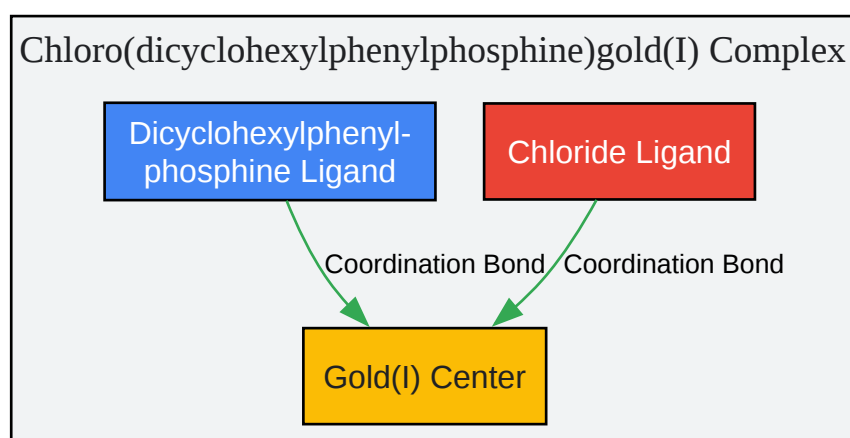 Chloro(dicyclohexylphenylphosphine)gold(I) Complex
Dicyclohexylphenyl-
phosphine Ligand
Chloride Ligand
Coordination Bond
Coordination Bond
Gold(I) Center